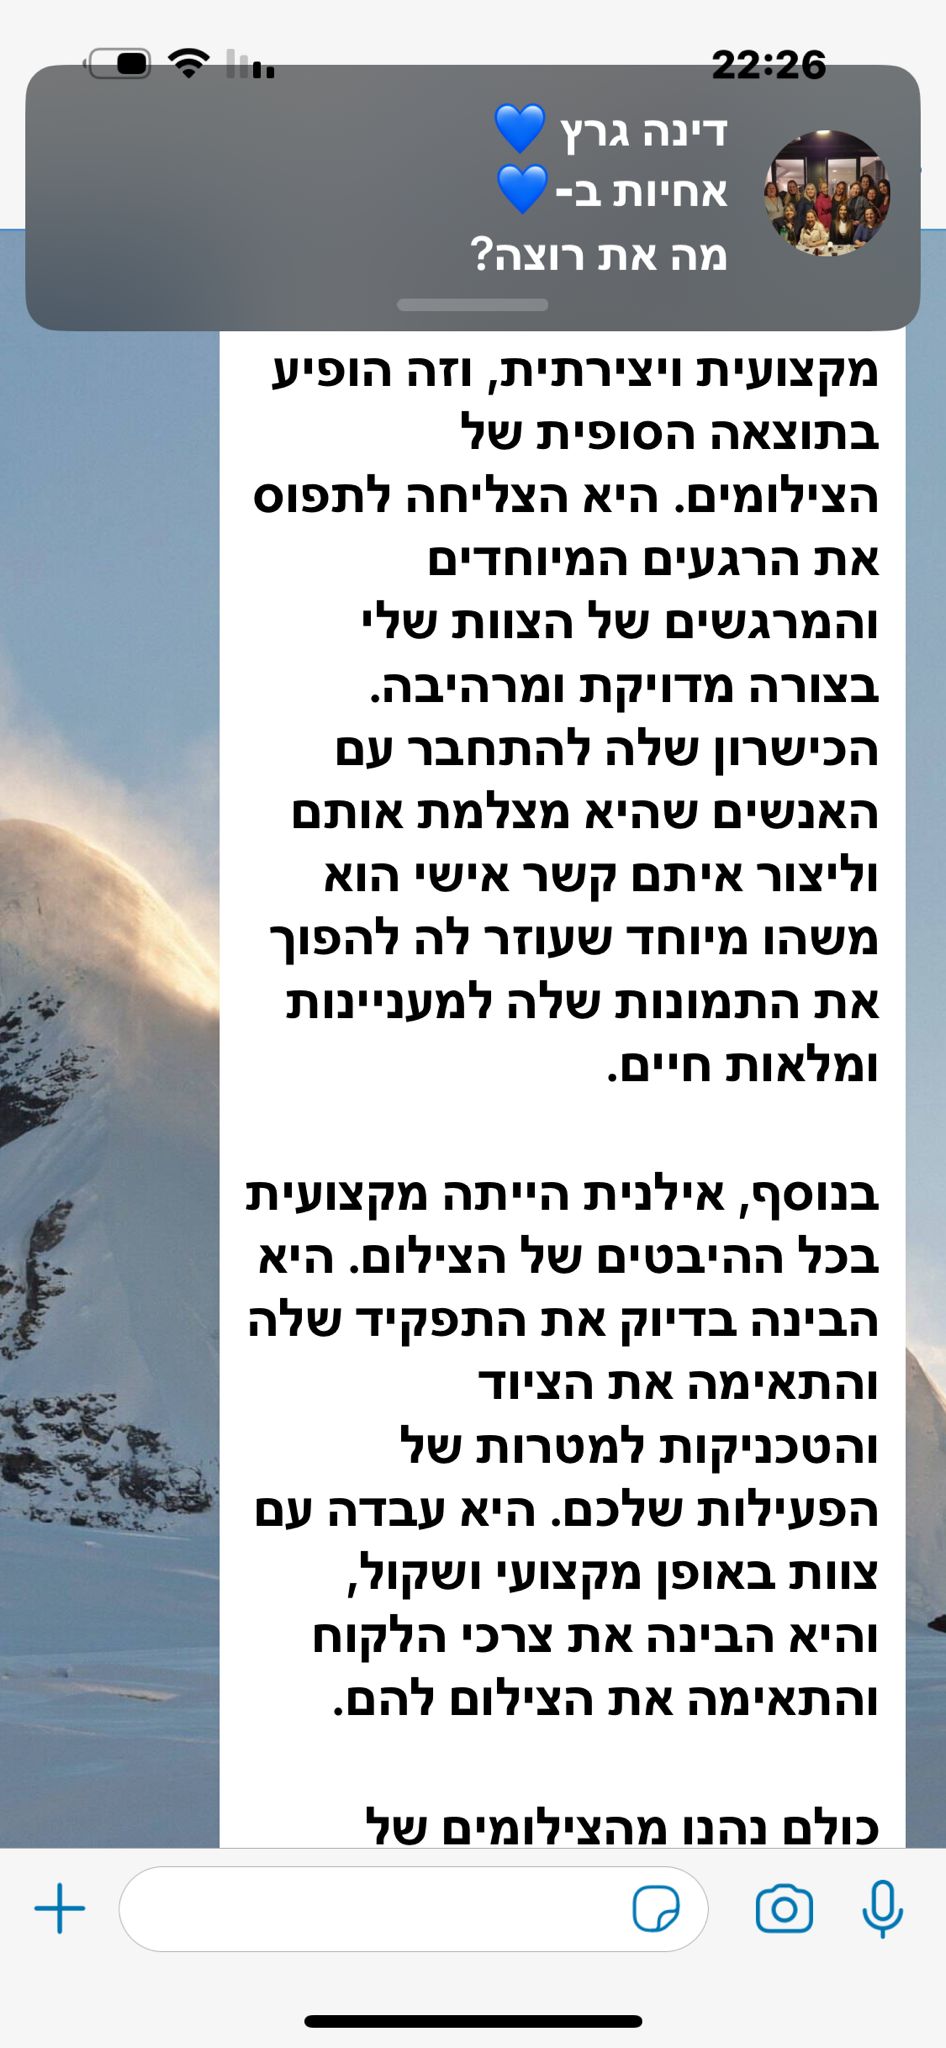 22:26
דינה גרץ 💙
אחיות ב-💙
מה את רוצה?
מקצועית ויצירתית, וזה הופיע
בתוצאה הסופית של
הצילומים. היא הצליחה לתפוס
את הרגעים המיוחדים
והמרגשים של הצוות שלי
בצורה מדויקת ומרהיבה.
הכישרון שלה להתחבר עם
האנשים שהיא מצלמת אותם
וליצור איתם קשר אישי הוא
משהו מיוחד שעוזר לה להפוך
את התמונות שלה למעניינות
ומלאות חיים.
בנוסף, אילנית הייתה מקצועית
בכל ההיבטים של הצילום. היא
הבינה בדיוק את התפקיד שלה
והתאימה את הציוד
והטכניקות למטרות של
הפעילות שלכם. היא עבדה עם
צוות באופן מקצועי ושקול,
והיא הבינה את צרכי הלקוח
והתאימה את הצילום להם.
כולם נהנו מהצילומים של